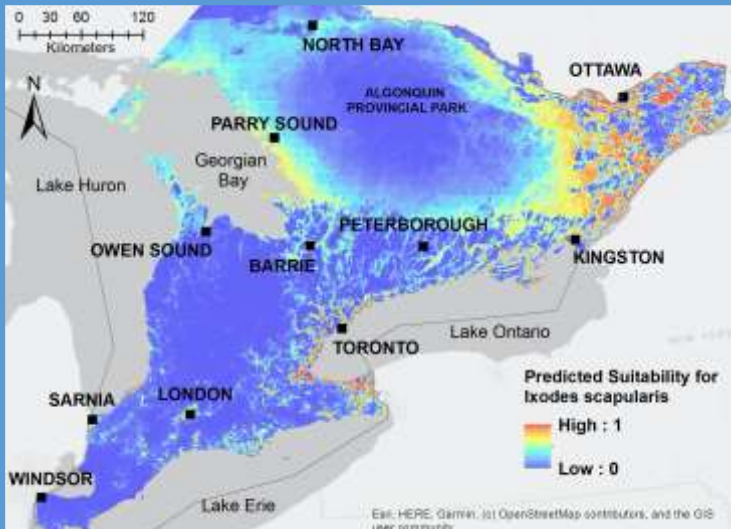 0 30 60 120
Kilometers
NORTH BAY
OTTAWA
ALGONQUIN
PROVINCIAL PARK
N
PARRY SOUND
Georgian
Bay
Lake Huron
PETERBOROUGH
OWEN SOUND
BARRIE
KINGSTON
Lake Ontario
TORONTO
Predicted Suitability for
Ixodes scapularis
High : 1
Low : 0
SARNIA
LONDON
WINDSOR
Lake Erie
Esri, HERE, Garmin, (c) OpenStreetMap contributors, and the GIS
user community